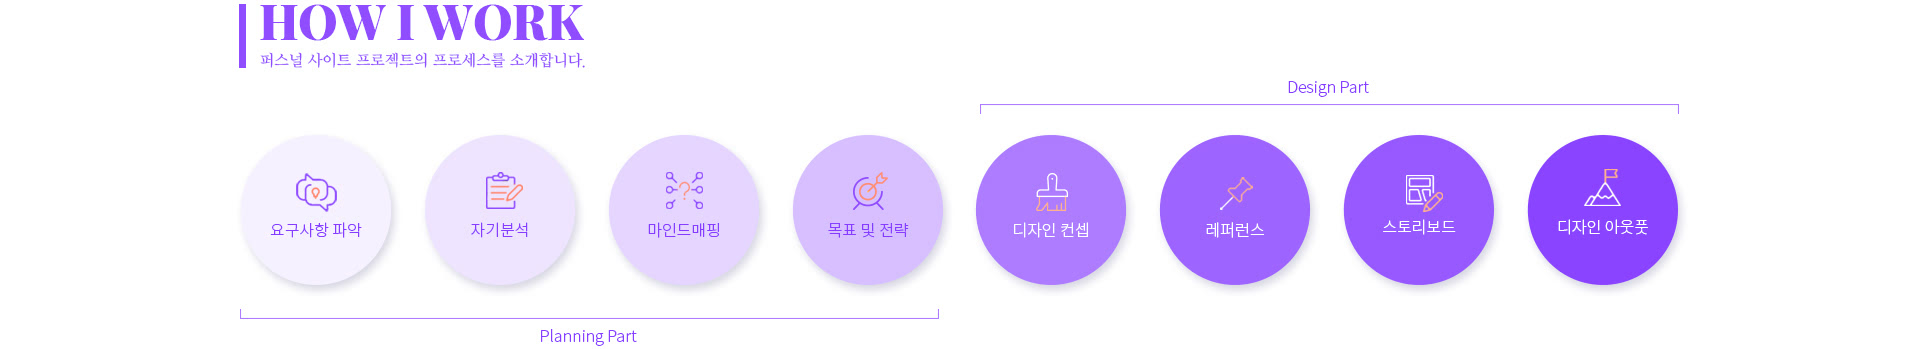 HOW I WORK
퍼스널 사이트 프로젝트의 프로세스를 소개합니다.
Design Part
요구사항 파악
자기분석
마인드매핑
목표 및 전략
디자인 컨셉
레퍼런스
스토리보드
디자인 아웃풋
Planning Part